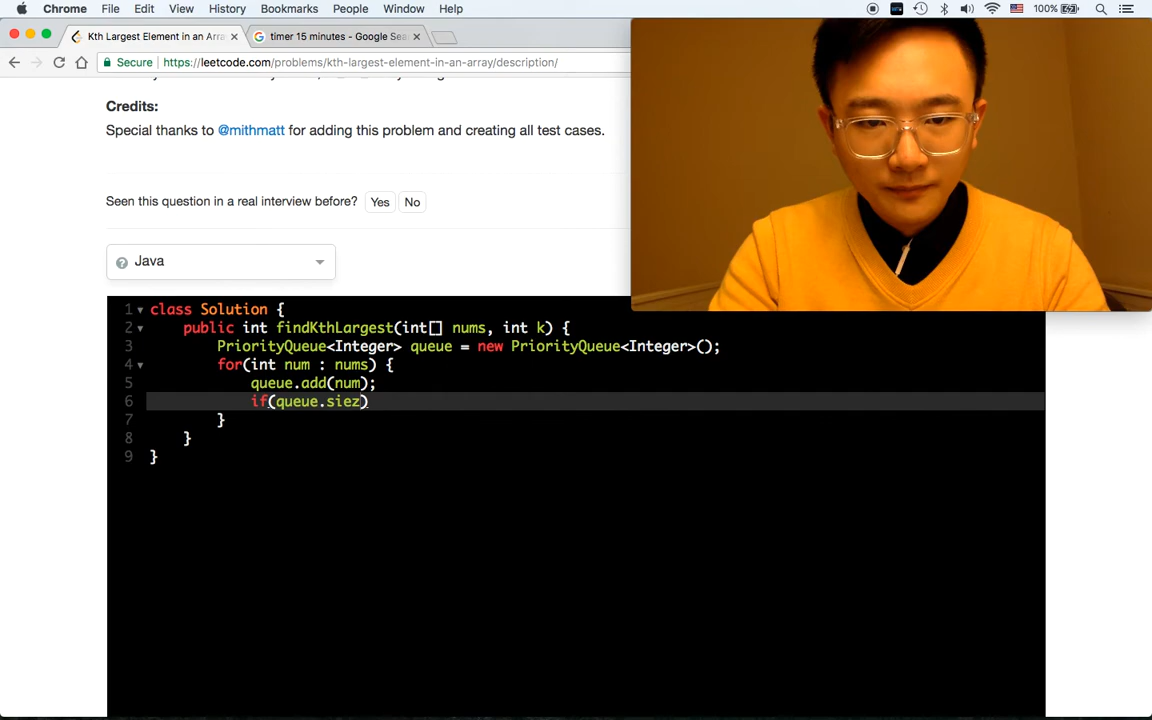 Chrome File Edit View History Bookmarks People Window Help 100%
Kth Largest Element in an Arra timer 15 minutes - Google Sea
Secure https://leetcode.com/problems/kth-largest-element-in-an-array/description/
Credits:
Special thanks to @mithmatt for adding this problem and creating all test cases.
Seen this question in a real interview before? Yes No
? Java
1 class Solution {
2 public int findKthLargest(int[] nums, int k) {
3 PriorityQueue<Integer> queue = new PriorityQueue<Integer>();
4 for(int num : nums) {
5 queue.add(num);
6 if(queue.siez)
7 }
8 }
9 }